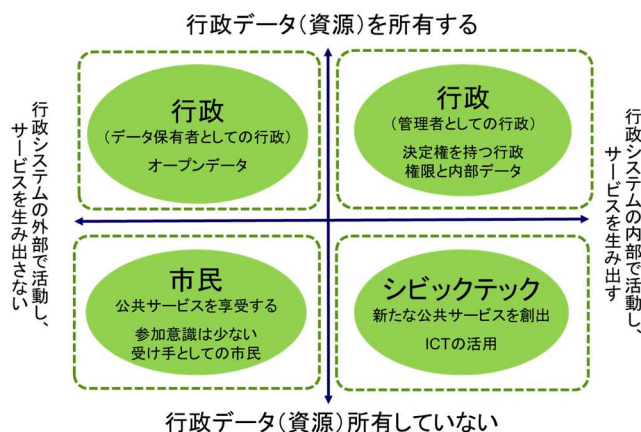 行政データ(資源)を所有する
行政システムの外部で活動し、
サービスを生み出さない
行政
(データ保有者としての行政)
オープンデータ
行政
(管理者としての行政)
決定権を持つ行政
権限と内部データ
行政システムの内部で活動し、
サービスを生み出す
市民
公共サービスを享受する
参加意識は少ない
受け手としての市民
シビックテック
新たな公共サービスを創出
ICTの活用
行政データ(資源)所有していない